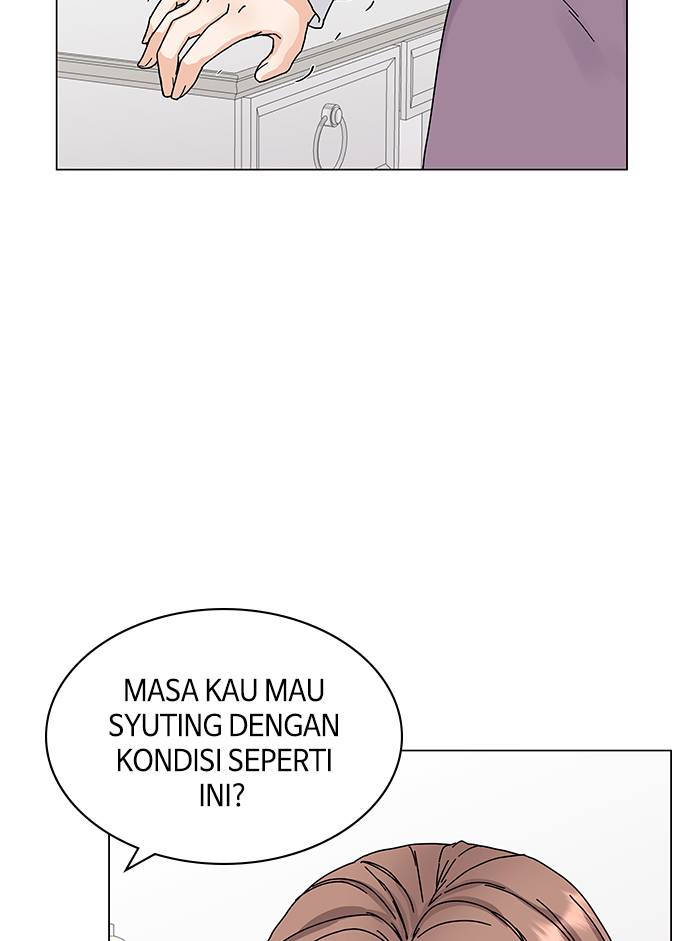 MASA KAU MAU
SYUTING DENGAN
KONDISI SEPERTI
INI?